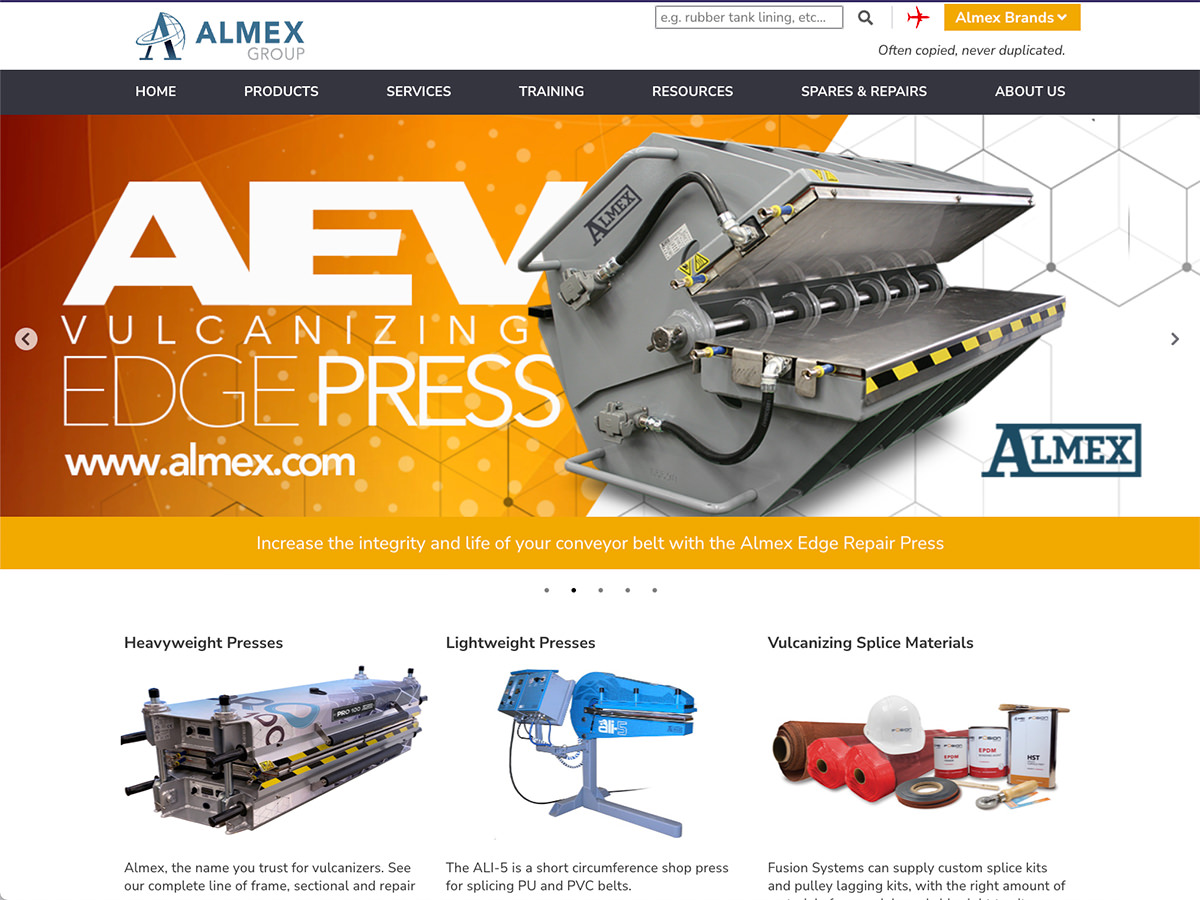 ALMEX
GROUP
e.g. rubber tank lining, etc...
Almex Brands
Often copied, never duplicated.
HOME
PRODUCTS
SERVICES
TRAINING
RESOURCES
SPARES & REPAIRS
ABOUT US
AEV
VULCANIZING
EDGE PRESS
www.almex.com
ALMEX
ALMEX
Increase the integrity and life of your conveyor belt with the Almex Edge Repair Press
Heavyweight Presses
Lightweight Presses
Vulcanizing Splice Materials
PRO 100
ali-5
FUSION
EPDM
FUSION
EPDM
FUSION
HST
Almex, the name you trust for vulcanizers. See
our complete line of frame, sectional and repair
The ALI-5 is a short circumference shop press
for splicing PU and PVC belts.
Fusion Systems can supply custom splice kits
and pulley lagging kits, with the right amount of